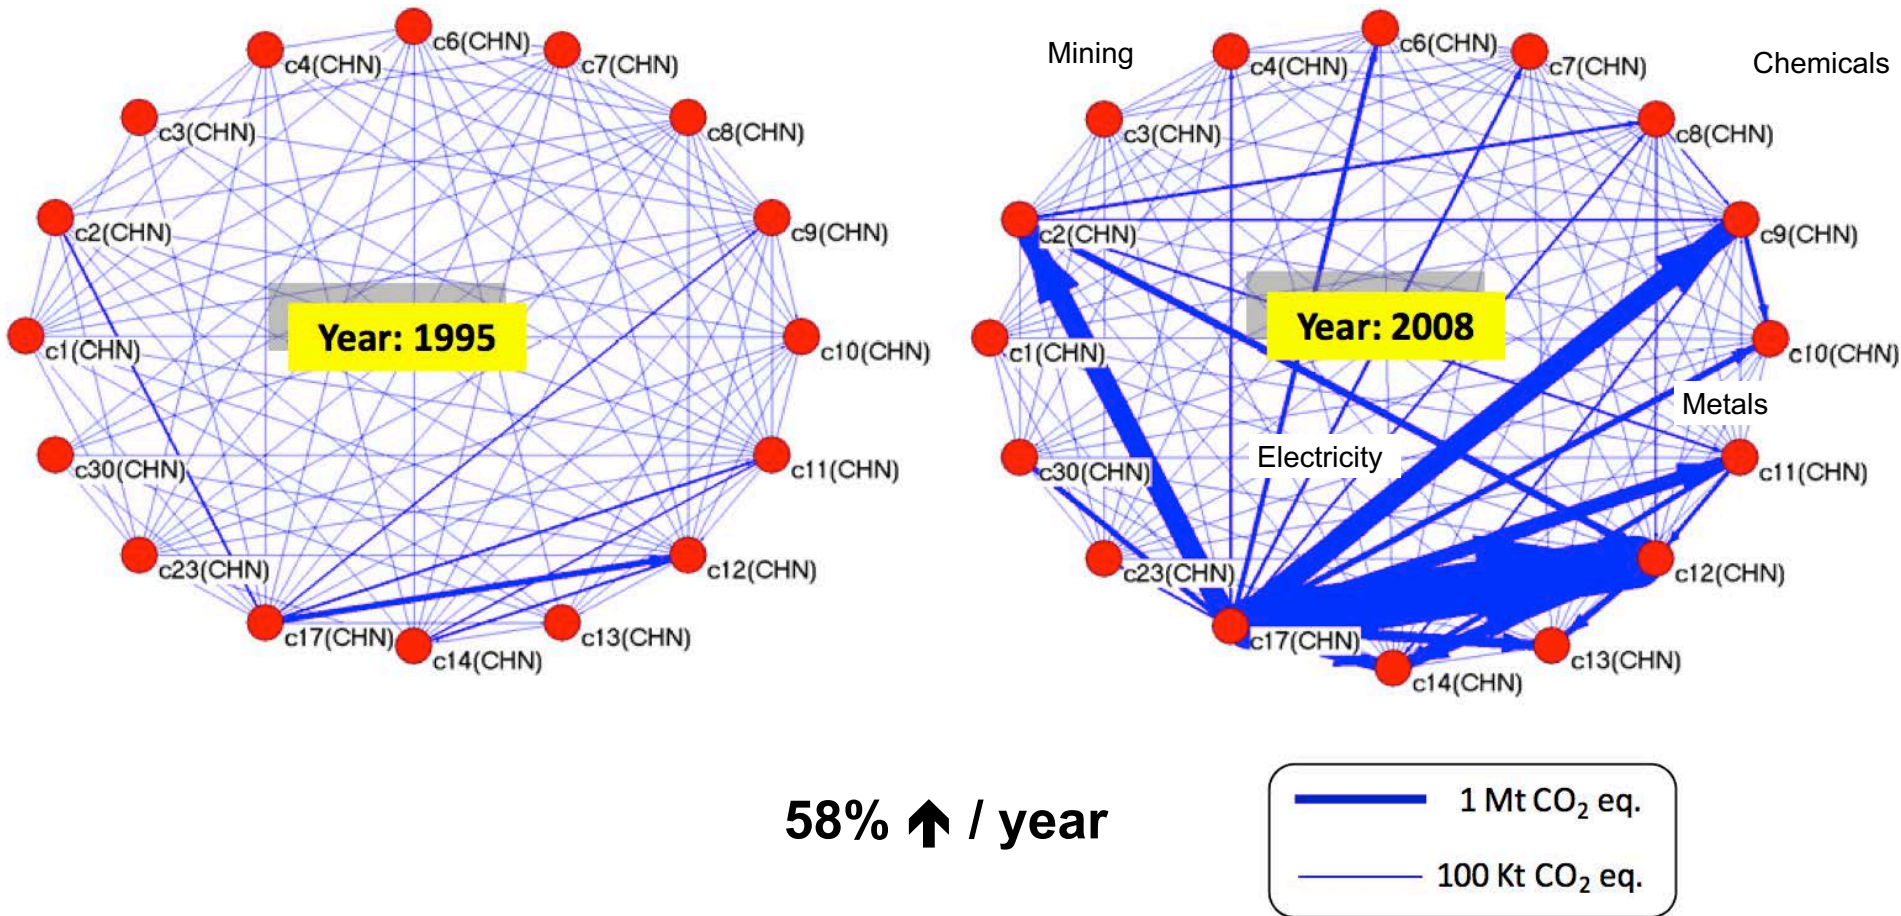 c6(CHN)
c4(CHN)
c7(CHN)
c3(CHN)
c8(CHN)
c2(CHN)
c9(CHN)
Year: 1995
c1(CHN)
c10(CHN)
c30(CHN)
c11(CHN)
c23(CHN)
c12(CHN)
c17(CHN)
c13(CHN)
c14(CHN)
Mining
Chemicals
c6(CHN)
c4(CHN)
c7(CHN)
c3(CHN)
c8(CHN)
c2(CHN)
c9(CHN)
Year: 2008
c1(CHN)
c10(CHN)
Metals
Electricity
c30(CHN)
c11(CHN)
c23(CHN)
c12(CHN)
c17(CHN)
c13(CHN)
c14(CHN)
58% 🡹 / year
1 Mt CO₂ eq.
100 Kt CO₂ eq.